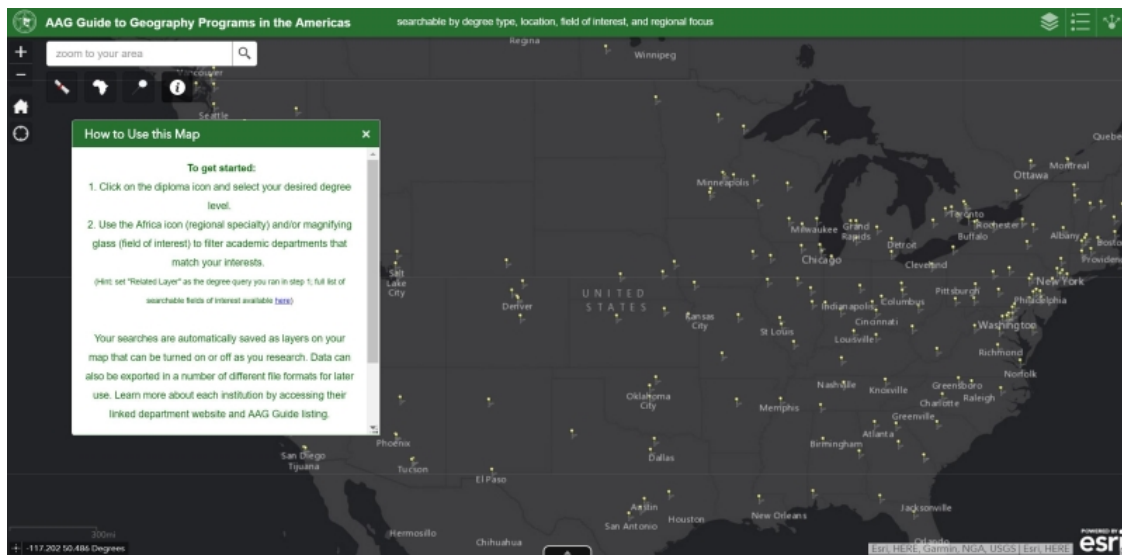 AAG Guide to Geography Programs in the Americas
searchable by degree type, location, field of interest, and regional focus
+
zoom to your area
−
How to Use this Map
×
To get started:
1. Click on the diploma icon and select your desired degree
level.
2. Use the Africa icon (regional specialty) and/or magnifying
glass (field of interest) to filter academic departments that
match your interests.
(Hint: set "Related Layer" as the degree query you ran in step 1; full list of
searchable fields of interest available here)
Your searches are automatically saved as layers on your
map that can be turned on or off as you research. Data can
also be exported in a number of different file formats for later
use. Learn more about each institution by accessing their
linked department website and AAG Guide listing.
Regina
Winnipeg
Vancouver
Seattle
Quebe
Montreal
Ottawa
Minneapolis
Toronto
Rochester
Milwaukee
Grand
Rapids
Buffalo
Albany
Boston
Detroit
Providenc
Chicago
Cleveland
Salt
Lake
City
New York
UNITED
STATES
Pittsburgh
Denver
Indianapolis
Columbus
Philadelphia
Kansas
City
Cincinnati
Washington
St Louis
Louisville
Richmond
Norfolk
Nashville
Knoxville
Greensboro
Oklahoma
City
Charlotte
Raleigh
Memphis
Greenville
Atlanta
Phoenix
Birmingham
San Diego
Tijuana
Dallas
Tucson
El Paso
Austin
Jacksonville
San Antonio
Houston
New Orleans
Hermosillo
Chihuahua
Orlando
300mi
-117.202 50.486 Degrees
POWERED BY
esri
Esri, HERE, Garmin, NGA, USGS | Esri, HERE